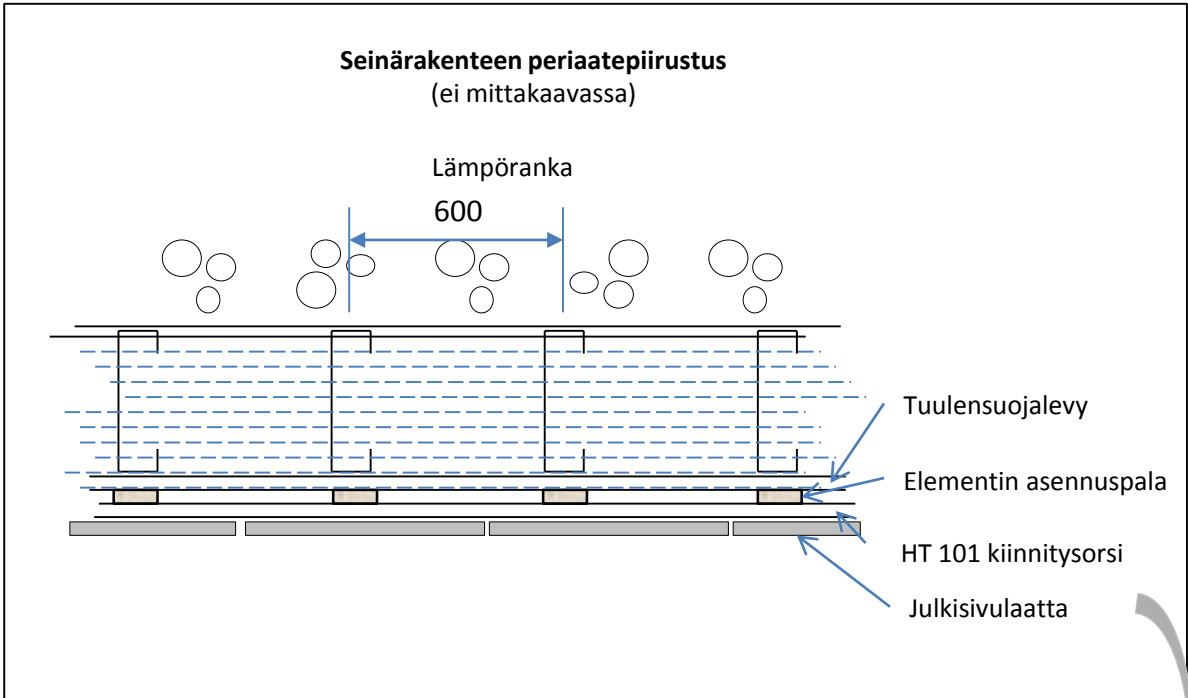 Seinärakenteen periaatepiirustus
(ei mittakaavassa)
Lämpöranka
600
Tuulensuojalevy
Elementin asennuspala
HT 101 kiinnitysorsi
Julkisivulaatta